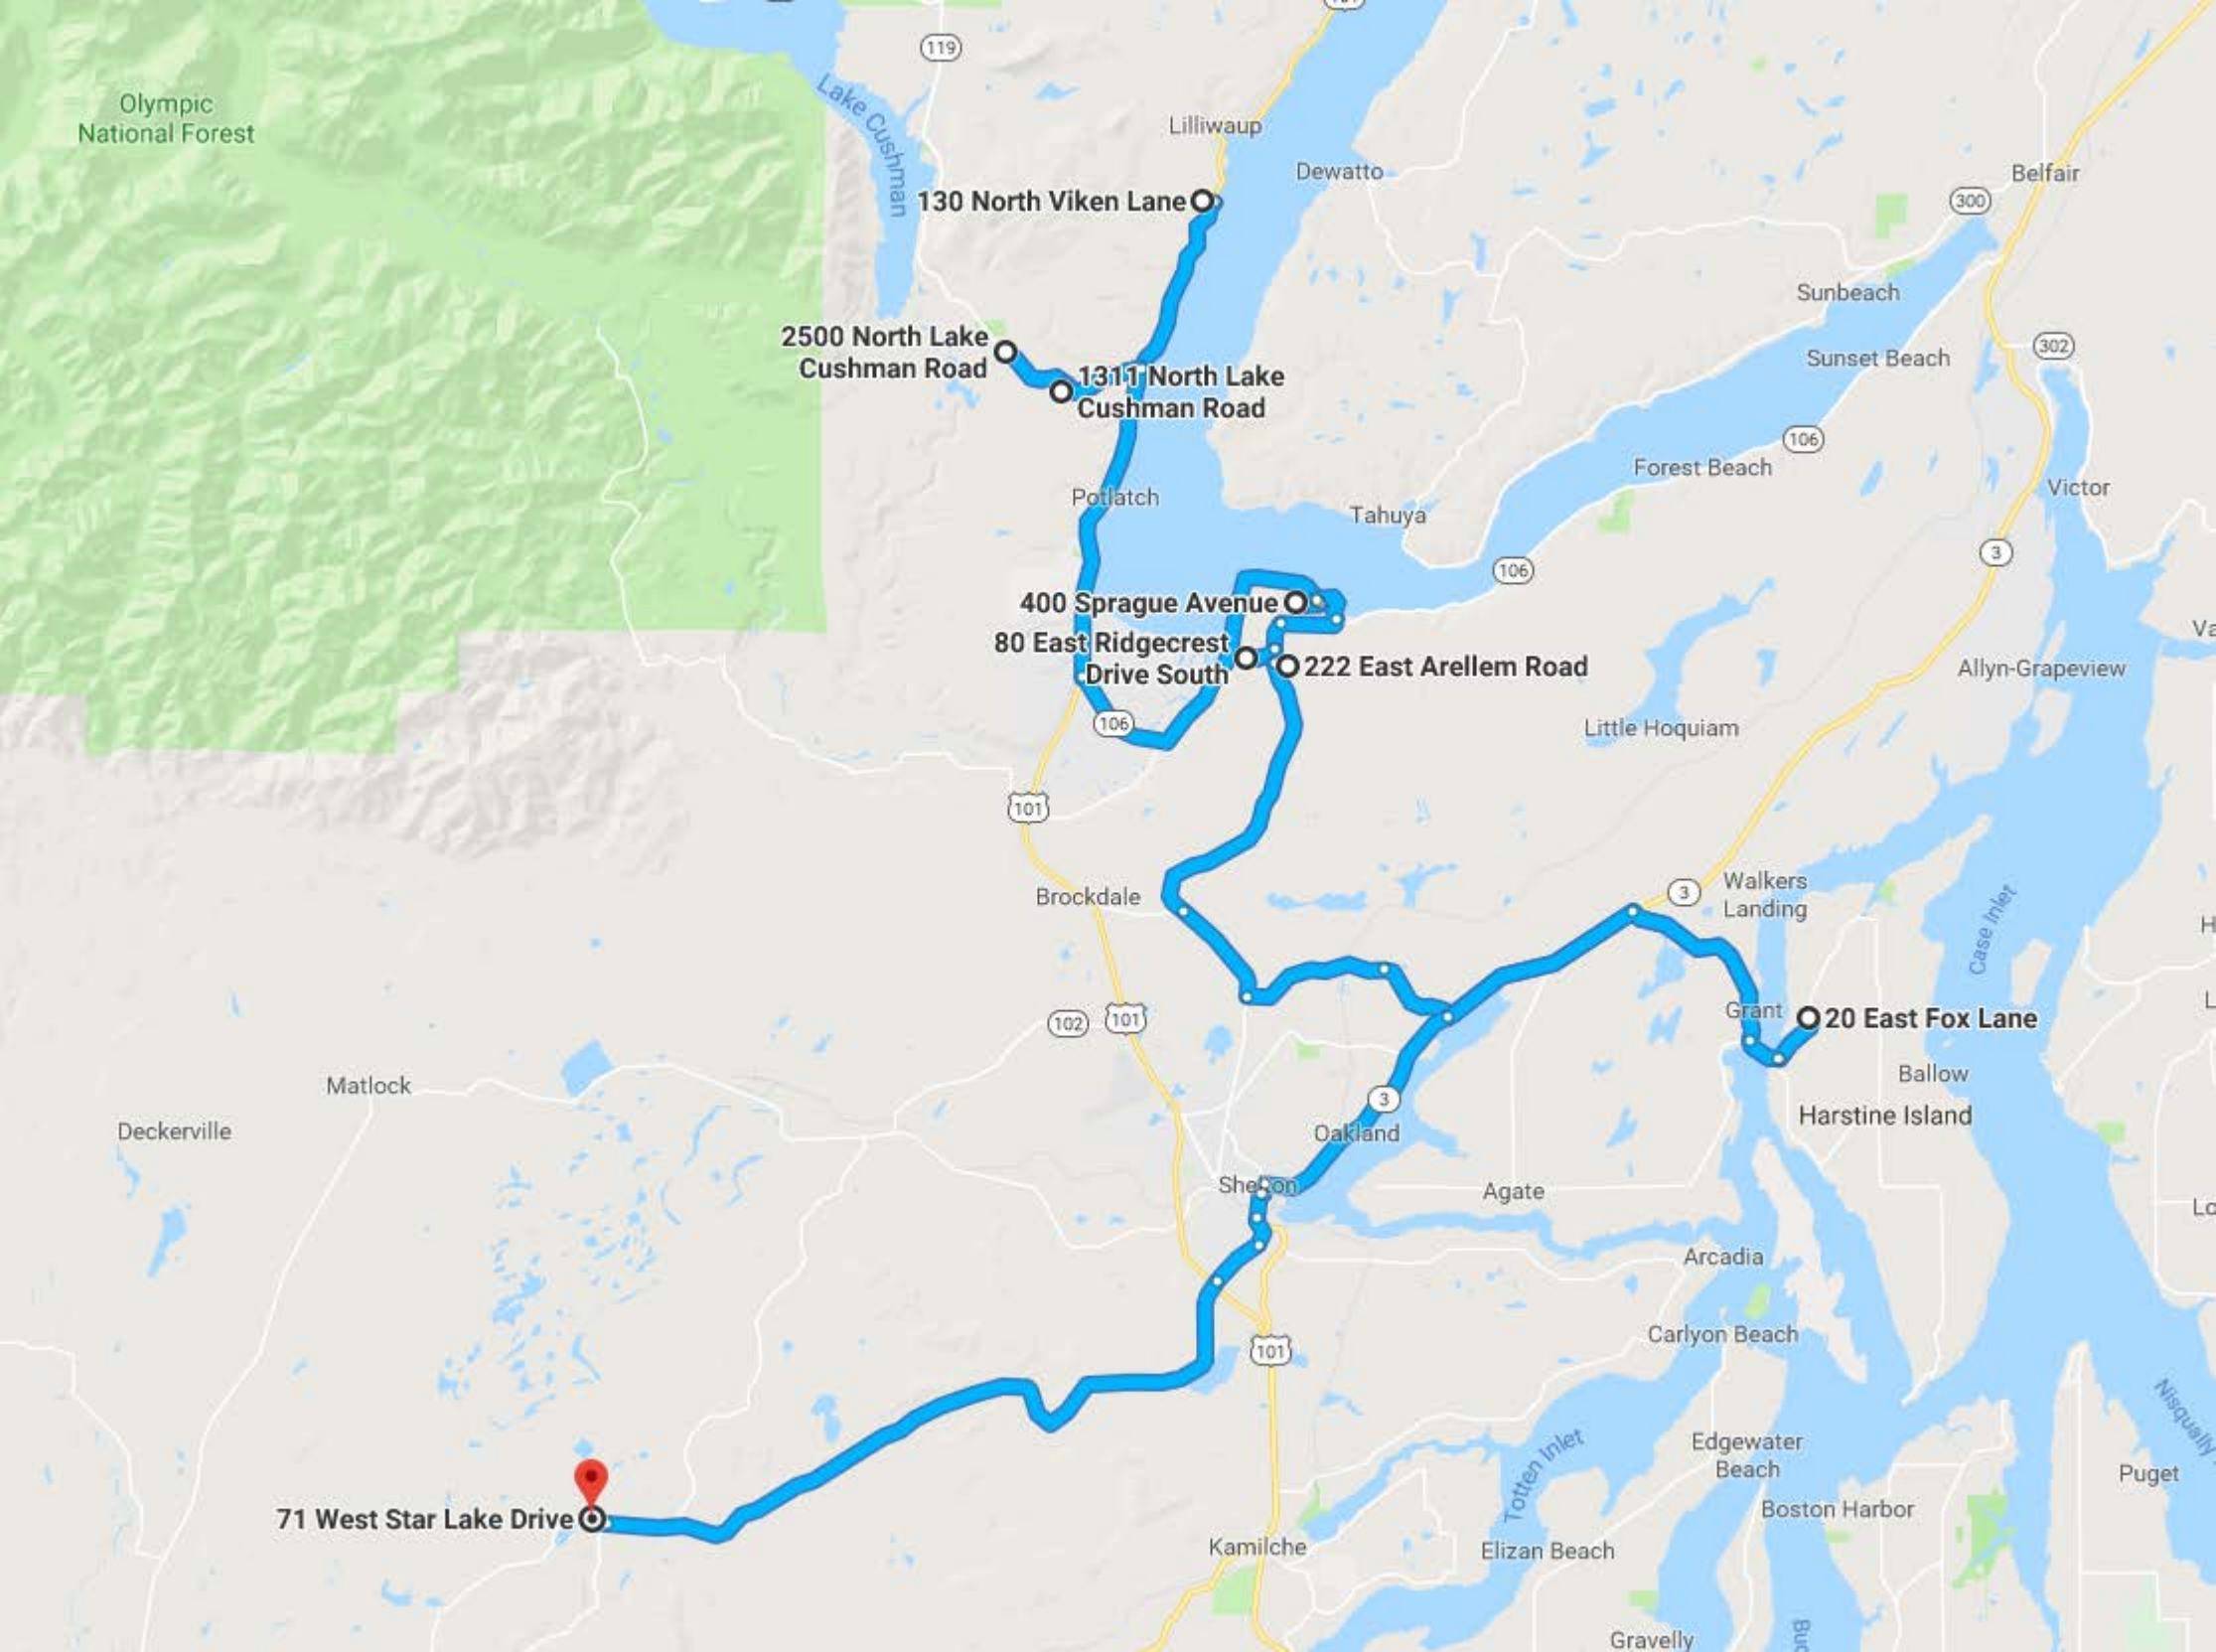 119
Olympic
National Forest
Lake Cushman
Lilliwaup
Dewatto
Belfair
130 North Viken Lane
300
Sunbeach
2500 North Lake
Cushman Road
302
Sunset Beach
1311 North Lake
Cushman Road
106
Forest Beach
Potlatch
Victor
Tahuya
3
106
400 Sprague Avenue
Va
80 East Ridgecrest
Drive South
222 East Arellem Road
Allyn-Grapeview
106
Little Hoquiam
101
Brockdale
3
Walkers
Landing
Case Inlet
H
L
Grant
20 East Fox Lane
102
101
Ballow
Matlock
3
Harstine Island
Deckerville
Oakland
Shelton
Agate
Lo
Arcadia
Carlyon Beach
101
Nisqually
Totten Inlet
Edgewater
Beach
Puget
71 West Star Lake Drive
Boston Harbor
Kamilche
Elizan Beach
Gravelly
Bud